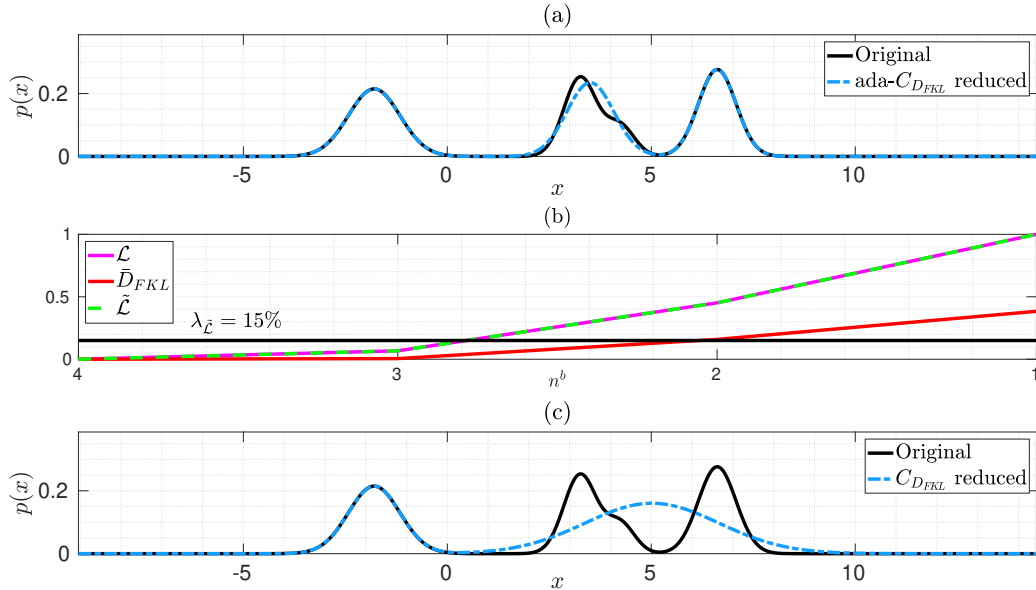 (a)
p(x)
0.2
0
-5
0
5
10
x
Original
ada-C_{D_{FKL}} reduced
(b)
1
0.5
0
4
3
2
1
n^b
ℒ
D̄_{FKL}
ℒ̃
λ_{ℒ̃} = 15%
(c)
p(x)
0.2
0
-5
0
5
10
x
Original
C_{D_{FKL}} reduced